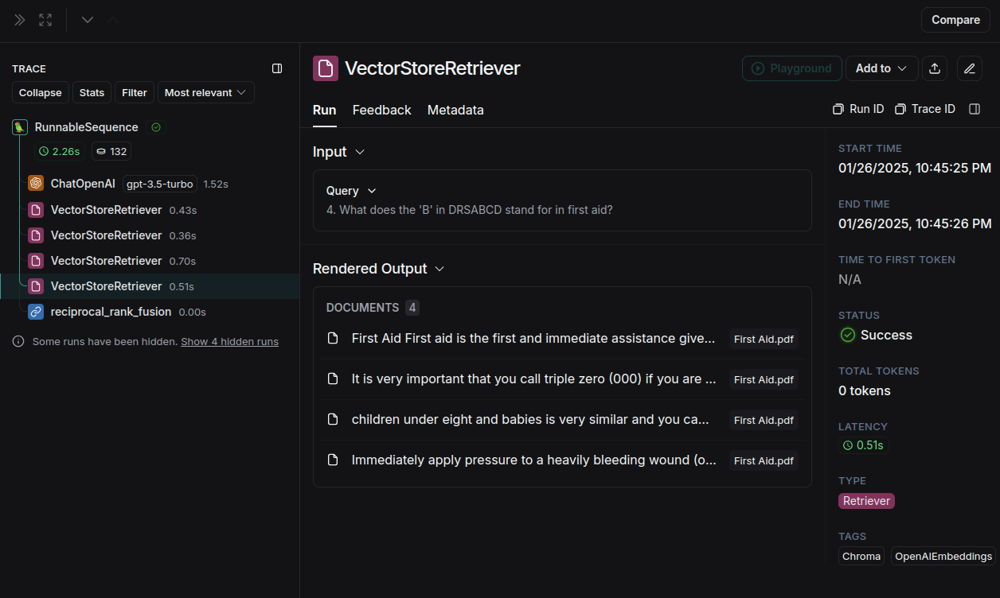 Compare
TRACE
Collapse Stats Filter Most relevant
RunnableSequence
2.26s 132
ChatOpenAI gpt-3.5-turbo 1.52s
VectorStoreRetriever 0.43s
VectorStoreRetriever 0.36s
VectorStoreRetriever 0.70s
VectorStoreRetriever 0.51s
reciprocal_rank_fusion 0.00s
Some runs have been hidden. Show 4 hidden runs
VectorStoreRetriever
Playground Add to
Run Feedback Metadata
Run ID Trace ID
Input
Query
4. What does the 'B' in DRSABCD stand for in first aid?
Rendered Output
DOCUMENTS 4
First Aid First aid is the first and immediate assistance give... First Aid.pdf
It is very important that you call triple zero (000) if you are ... First Aid.pdf
children under eight and babies is very similar and you ca... First Aid.pdf
Immediately apply pressure to a heavily bleeding wound (o... First Aid.pdf
START TIME
01/26/2025, 10:45:25 PM
END TIME
01/26/2025, 10:45:26 PM
TIME TO FIRST TOKEN
N/A
STATUS
Success
TOTAL TOKENS
0 tokens
LATENCY
0.51s
TYPE
Retriever
TAGS
Chroma OpenAIEmbeddings